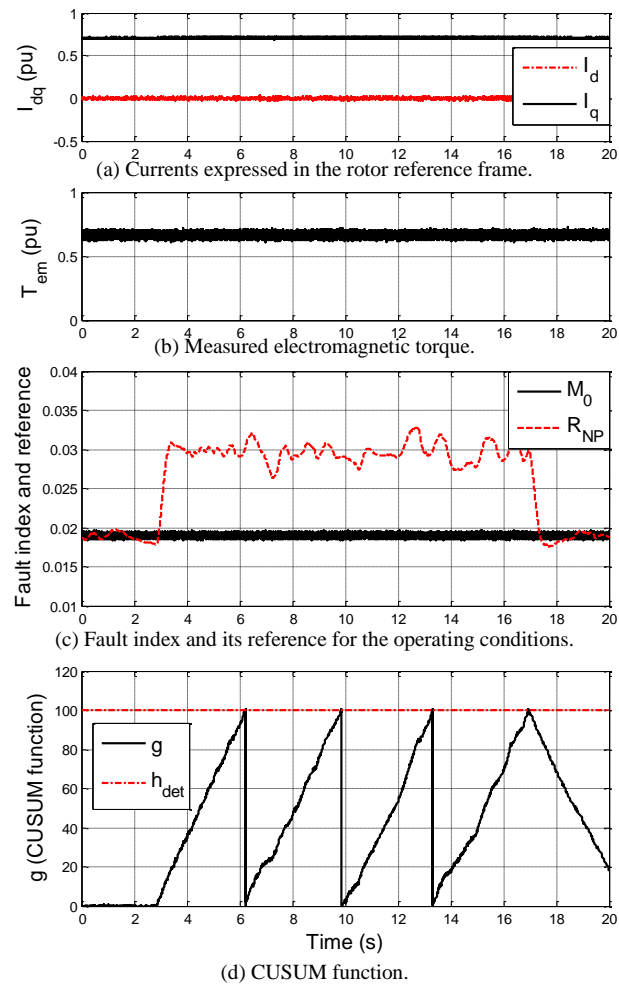 1
0.5
0
-0.5
I_dq (pu)
I_d
I_q
0 2 4 6 8 10 12 14 16 18 20
(a) Currents expressed in the rotor reference frame.
1
0.5
0
T_em (pu)
0 2 4 6 8 10 12 14 16 18 20
(b) Measured electromagnetic torque.
0.04
0.03
0.025
0.02
0.015
0.01
Fault index and reference
M_0
R_NP
0 2 4 6 8 10 12 14 16 18 20
(c) Fault index and its reference for the operating conditions.
120
100
80
60
40
20
0
g (CUSUM function)
g
h_det
0 2 4 6 8 10 12 14 16 18 20
Time (s)
(d) CUSUM function.